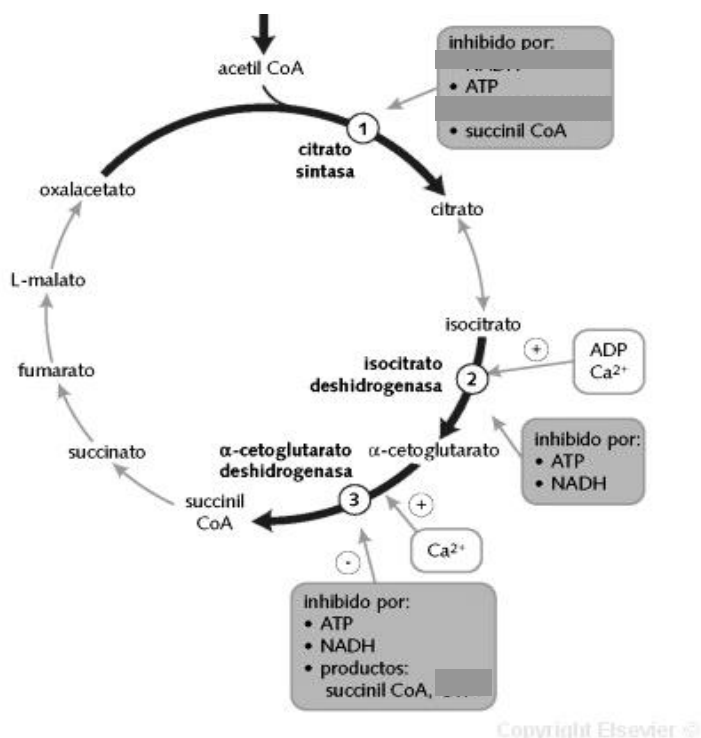 acetil CoA
inhibido por:
• ATP
• succinil CoA
1
citrato
sintasa
oxalacetato
citrato
L-malato
isocitrato
isocitrato
deshidrogenasa
2
+
ADP
Ca²⁺
fumarato
inhibido por:
• ATP
• NADH
succinato
α-cetoglutarato
deshidrogenasa
α-cetoglutarato
succinil
CoA
3
+
Ca²⁺
-
inhibido por:
• ATP
• NADH
• productos:
succinil CoA,
Copyright Elsevier ©